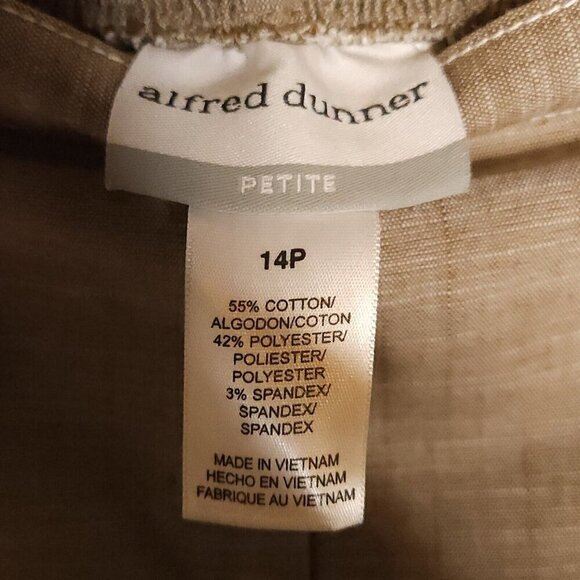 alfred dunner
PETITE
14P
55% COTTON/
ALGODON/COTON
42% POLYESTER/
POLIESTER/
POLYESTER
3% SPANDEX/
SPANDEX/
SPANDEX
MADE IN VIETNAM
HECHO EN VIETNAM
FABRIQUE AU VIETNAM